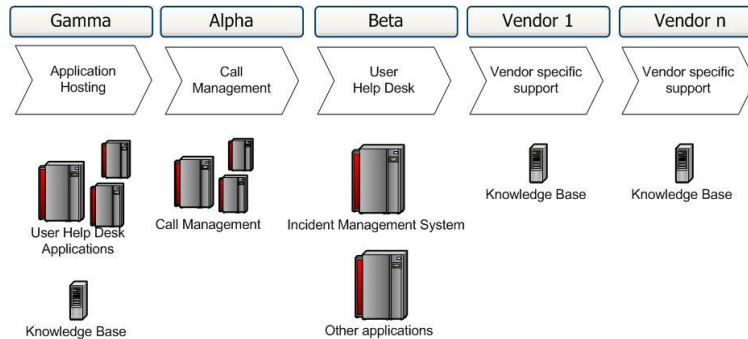 Gamma
Alpha
Beta
Vendor 1
Vendor n
Application
Hosting
Call
Management
User
Help Desk
Vendor specific
support
Vendor specific
support
User Help Desk
Applications
Call Management
Incident Management System
Knowledge Base
Knowledge Base
Knowledge Base
Other applications